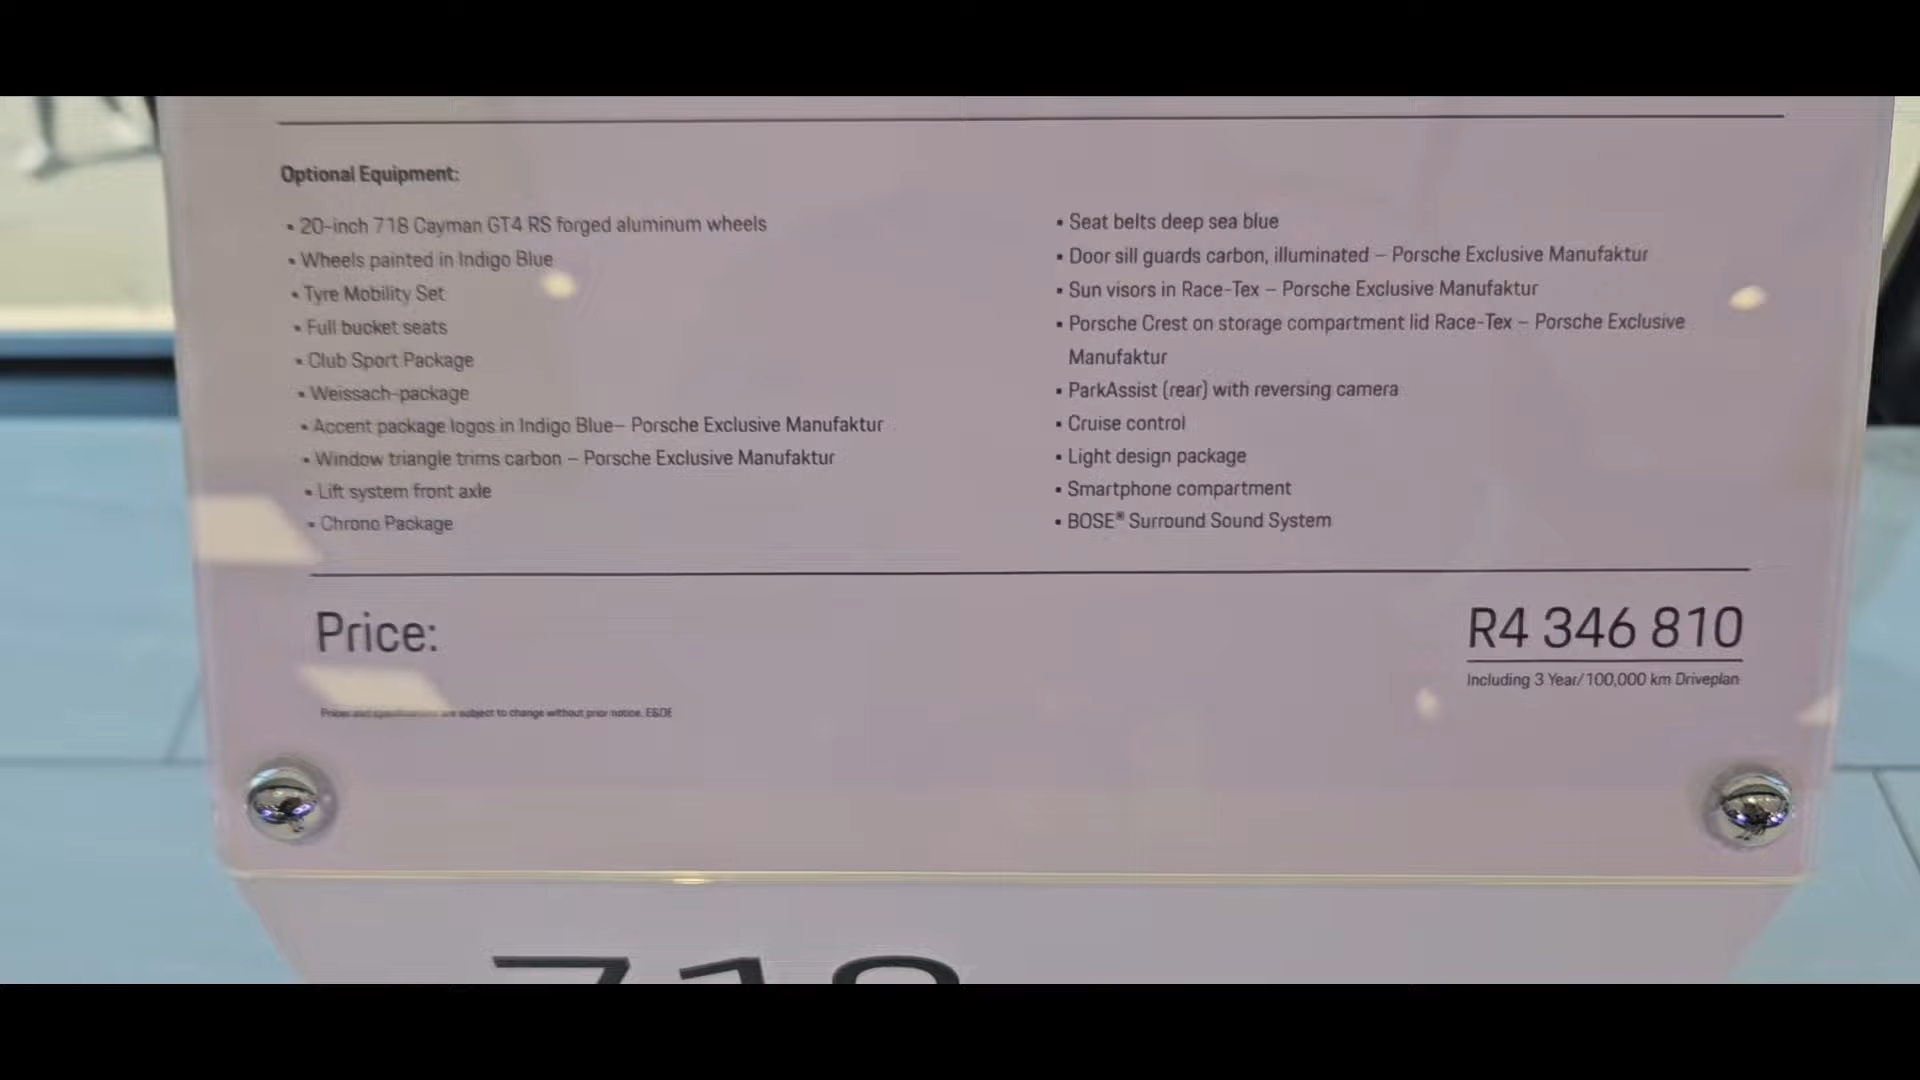 Optional Equipment:
• 20-inch 718 Cayman GT4 RS forged aluminum wheels
• Wheels painted in Indigo Blue
• Tyre Mobility Set
• Full bucket seats
• Club Sport Package
• Weissach-package
• Accent package logos in Indigo Blue– Porsche Exclusive Manufaktur
• Window triangle trims carbon – Porsche Exclusive Manufaktur
• Lift system front axle
• Chrono Package
• Seat belts deep sea blue
• Door sill guards carbon, illuminated – Porsche Exclusive Manufaktur
• Sun visors in Race-Tex – Porsche Exclusive Manufaktur
• Porsche Crest on storage compartment lid Race-Tex – Porsche Exclusive
Manufaktur
• ParkAssist (rear) with reversing camera
• Cruise control
• Light design package
• Smartphone compartment
• BOSE® Surround Sound System
Price:
R4 346 810
Including 3 Year/100,000 km Driveplan
Prices and specifications are subject to change without prior notice. E&OE
718